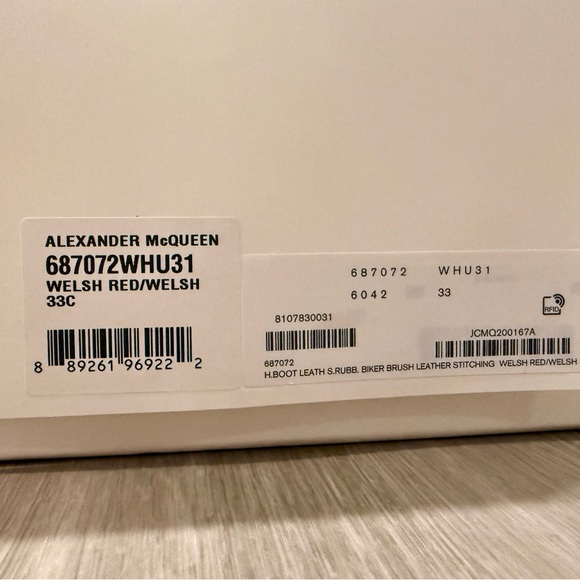 ALEXANDER McQUEEN
687072WHU31
WELSH RED/WELSH
33C
8 89261 96922 2
687072 WHU31
6042 33
RFID
8107830031
JCMQ200167A
687072
H.BOOT LEATH S.RUBB. BIKER BRUSH LEATHER STITCHING WELSH RED/WELSH